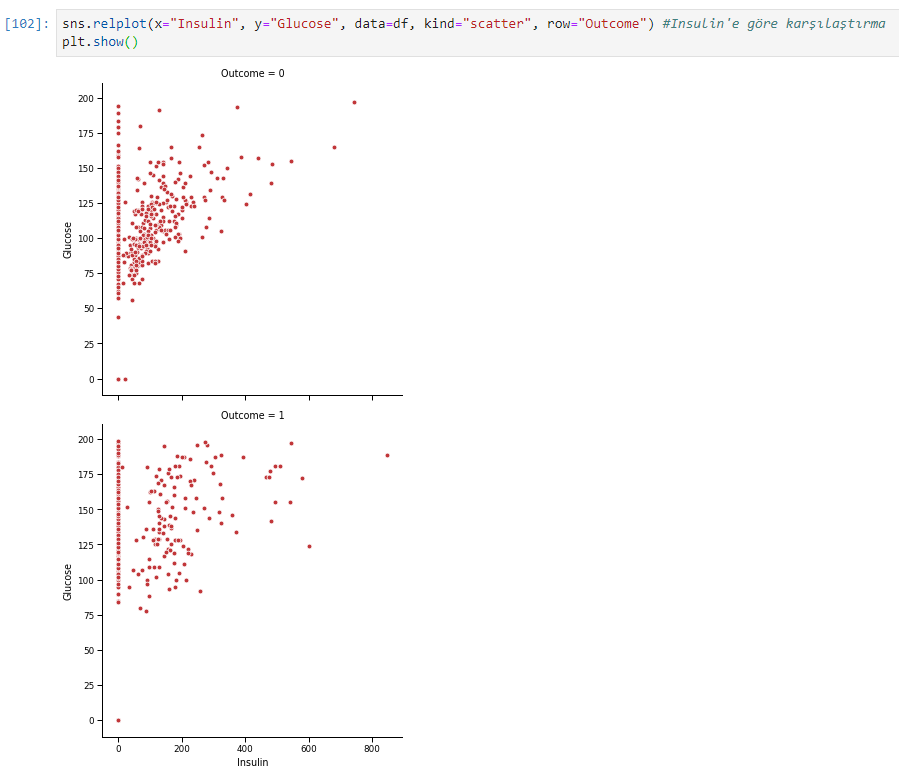 [102]: sns.relplot(x="Insulin", y="Glucose", data=df, kind="scatter", row="Outcome") #Insulin'e göre karşılaştırma
plt.show()
Outcome = 0
200
175
150
125
100
75
50
25
0
Glucose
Outcome = 1
200
175
150
125
100
75
50
25
0
Glucose
0 200 400 600 800
Insulin